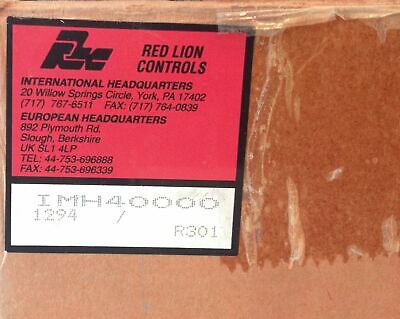 RED LION
CONTROLS
INTERNATIONAL HEADQUARTERS
20 Willow Springs Circle, York, PA 17402
(717) 767-6511 FAX: (717) 764-0839
EUROPEAN HEADQUARTERS
892 Plymouth Rd.
Slough, Berkshire
UK SL1 4LP
TEL: 44-753-696888
FAX: 44-753-696339
IMH40000
1294 /
R301